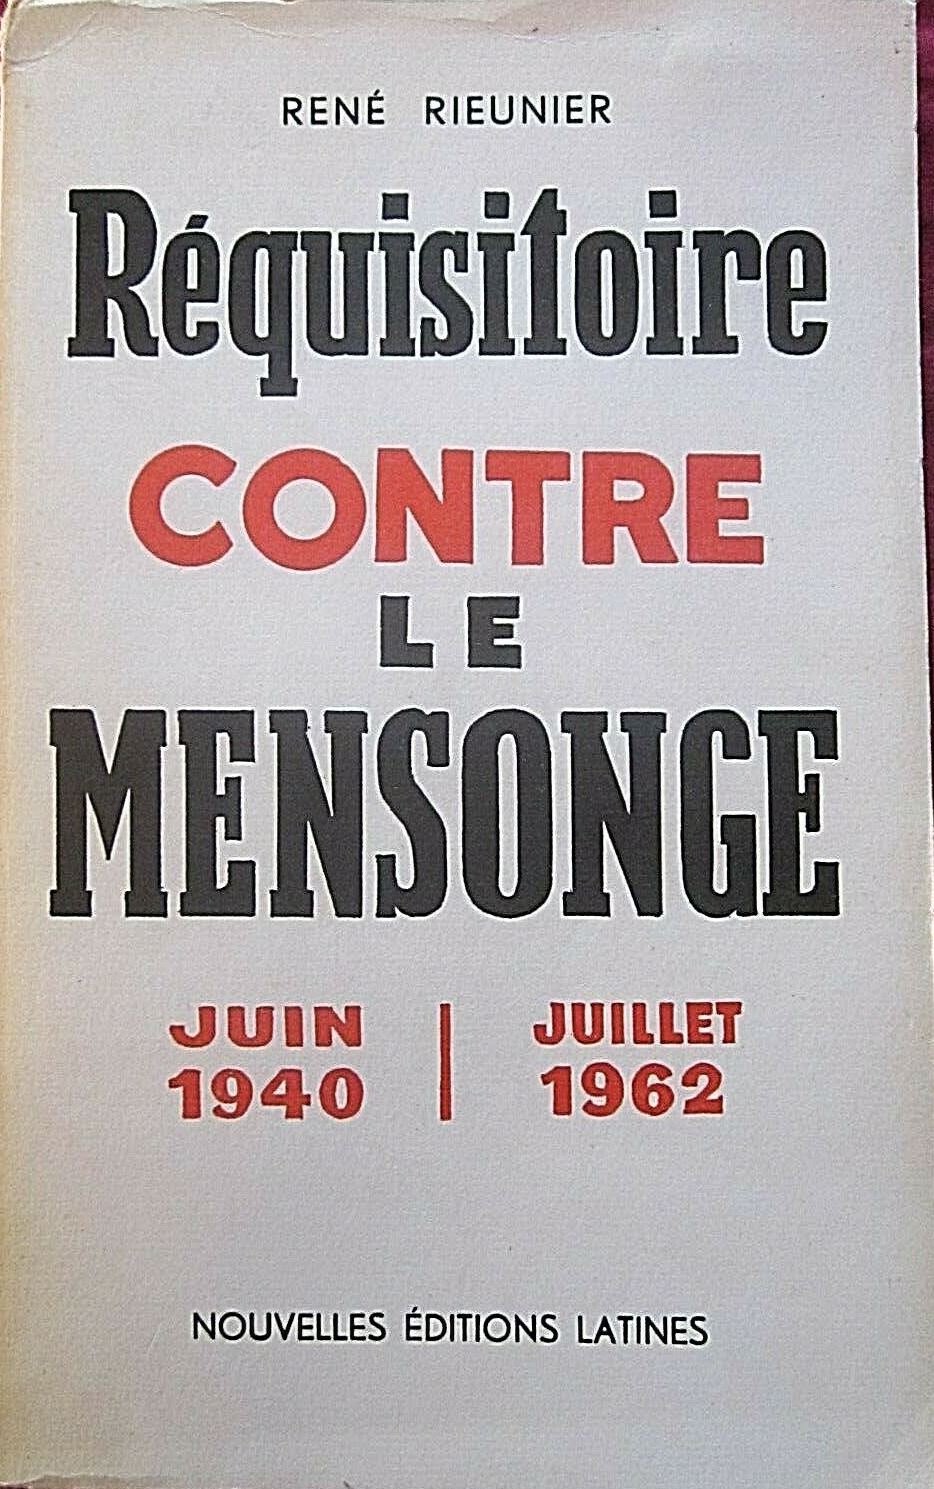 RENÉ RIEUNIER
Réquisitoire
CONTRE
LE
MENSONGE
JUIN 1940 | JUILLET 1962
NOUVELLES ÉDITIONS LATINES